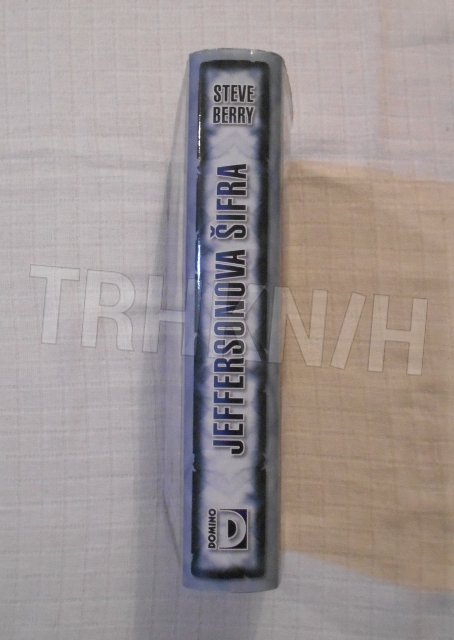 STEVE
BERRY
JEFFERSONOVA ŠIFRA
DOMINO
D
TRHKNIH